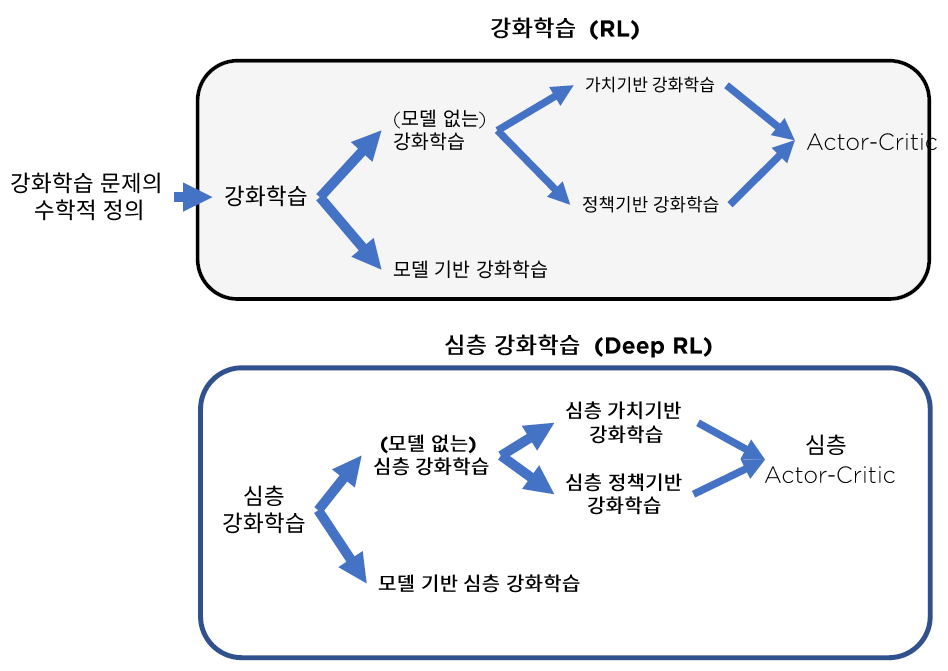 강화학습 (RL)
강화학습 문제의
수학적 정의
강화학습
(모델 없는)
강화학습
모델 기반 강화학습
가치기반 강화학습
정책기반 강화학습
Actor-Critic
심층 강화학습 (Deep RL)
심층
강화학습
(모델 없는)
심층 강화학습
모델 기반 심층 강화학습
심층 가치기반
강화학습
심층 정책기반
강화학습
심층
Actor-Critic